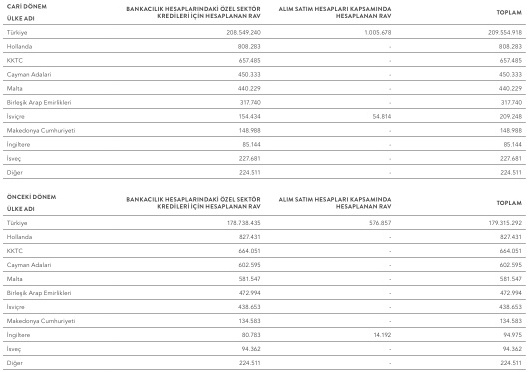 CARİ DÖNEM
ÜLKE ADI BANKACILIK HESAPLARINDAKİ ÖZEL SEKTÖR KREDİLERİ İÇİN HESAPLANAN RAV ALIM SATIM HESAPLARI KAPSAMINDA HESAPLANAN RAV TOPLAM
Türkiye 208.549.240 1.005.678 209.554.918
Hollanda 808.283 - 808.283
KKTC 657.485 - 657.485
Cayman Adaları 450.333 - 450.333
Malta 440.229 - 440.229
Birleşik Arap Emirlikleri 317.740 - 317.740
İsviçre 154.434 54.814 209.248
Makedonya Cumhuriyeti 148.988 - 148.988
İngiltere 85.144 - 85.144
İsveç 227.681 - 227.681
Diğer 224.511 - 224.511
ÖNCEKİ DÖNEM
ÜLKE ADI BANKACILIK HESAPLARINDAKİ ÖZEL SEKTÖR KREDİLERİ İÇİN HESAPLANAN RAV ALIM SATIM HESAPLARI KAPSAMINDA HESAPLANAN RAV TOPLAM
Türkiye 178.738.435 576.857 179.315.292
Hollanda 827.431 - 827.431
KKTC 664.051 - 664.051
Cayman Adaları 602.595 - 602.595
Malta 581.547 - 581.547
Birleşik Arap Emirlikleri 472.994 - 472.994
İsviçre 438.653 - 438.653
Makedonya Cumhuriyeti 134.583 - 134.583
İngiltere 80.783 14.192 94.975
İsveç 94.362 - 94.362
Diğer 224.511 - 224.511